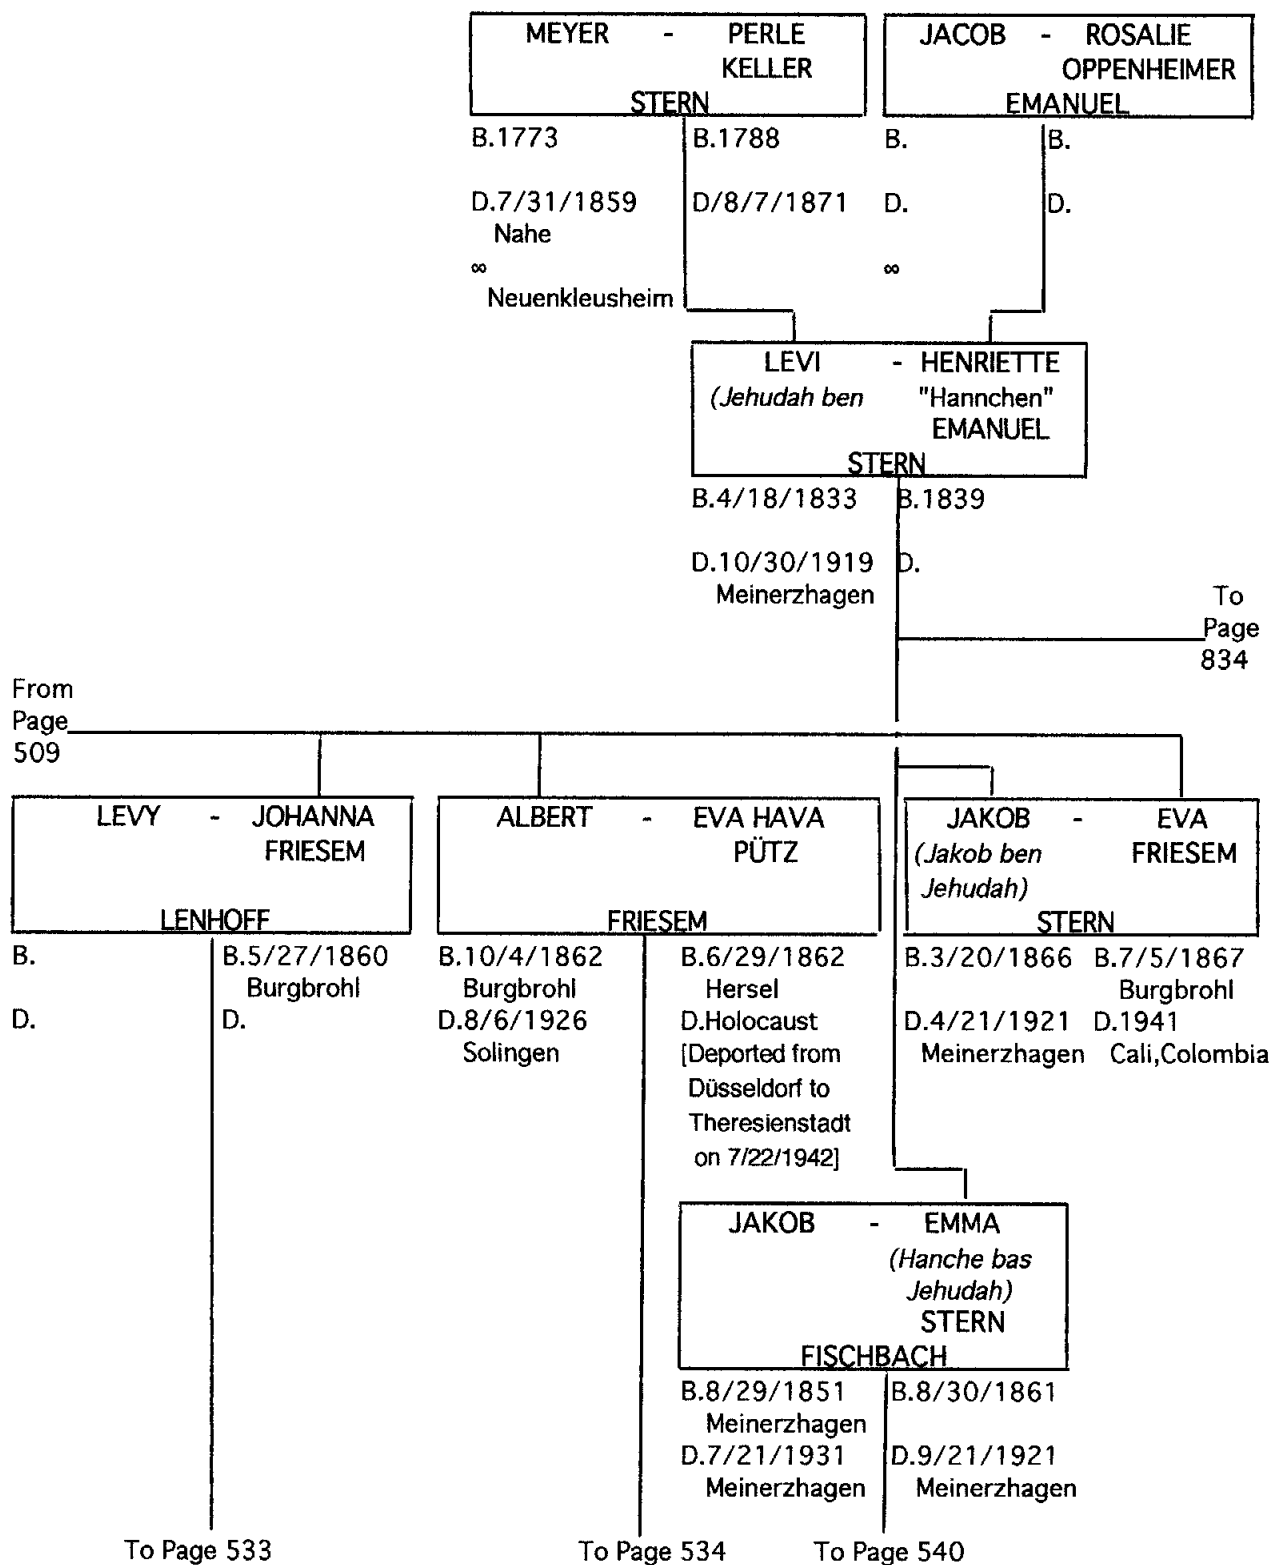 MEYER - PERLE
KELLER
STERN
JACOB - ROSALIE
OPPENHEIMER
EMANUEL
B.1773
B.1788
B.
B.
D.7/31/1859
Nahe
D/8/7/1871
D.
D.
∞
Neuenkleusheim
∞
LEVI - HENRIETTE
(Jehudah ben "Hannchen"
EMANUEL
STERN
B.4/18/1833
B.1839
D.10/30/1919
Meinerzhagen
D.
To
Page
834
From
Page
509
LEVY - JOHANNA
FRIESEM
LENHOFF
B.
B.5/27/1860
Burgbrohl
D.
D.
ALBERT - EVA HAVA
PÜTZ
FRIESEM
B.10/4/1862
Burgbrohl
D.8/6/1926
Solingen
B.6/29/1862
Hersel
D.Holocaust
[Deported from
Düsseldorf to
Theresienstadt
on 7/22/1942]
JAKOB - EVA
(Jakob ben FRIESEM
Jehudah)
STERN
B.3/20/1866
B.7/5/1867
Burgbrohl
D.4/21/1921
Meinerzhagen
D.1941
Cali,Colombia
JAKOB - EMMA
(Hanche bas
Jehudah)
STERN
FISCHBACH
B.8/29/1851
Meinerzhagen
D.7/21/1931
Meinerzhagen
B.8/30/1861
D.9/21/1921
Meinerzhagen
To Page 533
To Page 534
To Page 540